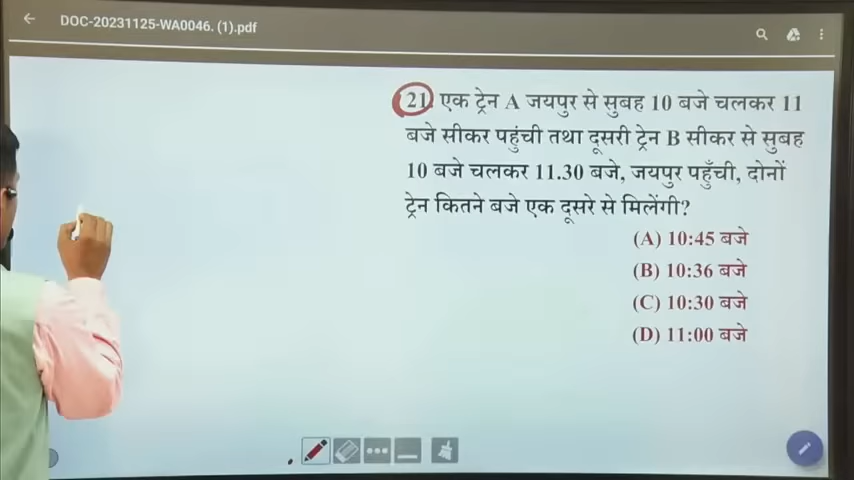 DOC-20231125-WA0046. (1).pdf
21. एक ट्रेन A जयपुर से सुबह 10 बजे चलकर 11
बजे सीकर पहुंची तथा दूसरी ट्रेन B सीकर से सुबह
10 बजे चलकर 11.30 बजे, जयपुर पहुँची, दोनों
ट्रेन कितने बजे एक दूसरे से मिलेंगी?
(A) 10:45 बजे
(B) 10:36 बजे
(C) 10:30 बजे
(D) 11:00 बजे